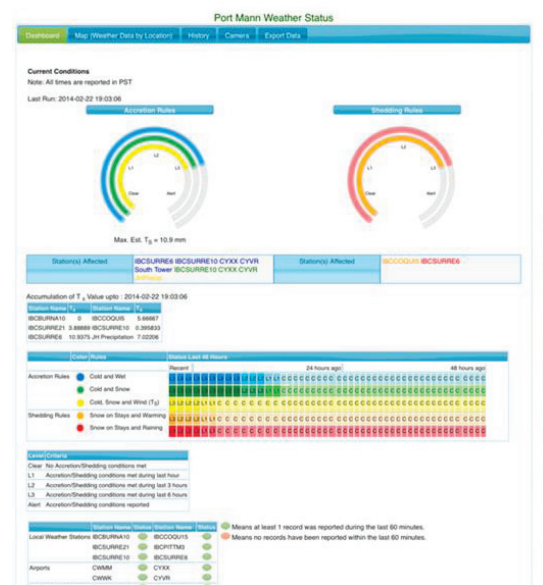 Port Mann Weather Status
Dashboard Map (Weather Data by Location) History Camera Export Data
Current Conditions
Note: All times are reported in PST
Last Run: 2014-02-22 19:03:06
Accretion Rules Shedding Rules
L2 L2
L1 L3 L1 L3
Clear Alert Clear Alert
Max. Est. TS = 10.9 mm
Station(s) Affected IBCSURRE6 IBCSURRE10 CYXX CYVR Station(s) Affected IBCCOQUI5 IBCSURRE6
South Tower IBCSURRE10 CYXX CYVR
Accumulation of TS Value upto : 2014-02-22 19:03:06
Station Name TS Station Name TS
IBCBURNA10 0 IBCCOQUI5 5.66667
IBCSURRE21 IBCSURRE10 0.395833
IBCSURRE6 10.9375 JH Precipitation 7.02206
Color Rules Status Last 48 Hours
Recent 24 hours ago 48 hours ago
Accretion Rules Cold and Wet
Cold and Snow
Cold, Snow and Wind (TS)
Shedding Rules Snow on Stays and Warming
Snow on Stays and Raining
Level Criteria
Clear No Accretion/Shedding conditions met
L1 Accretion/Shedding conditions met during last hour
L2 Accretion/Shedding conditions met during last 3 hours
L3 Accretion/Shedding conditions met during last 6 hours
Alert Accretion/Shedding conditions reported
Station Name Status Station Name Status Means at least 1 record was reported during the last 60 minutes.
Local Weather Stations IBCBURNA10 IBCCOQU15 Means no records have been reported within the last 60 minutes.
IBCSURRE21 IBCPITTM3
IBCSURRE10 IBCSURRE6
Airports CWMM CYXX
CWWK CYVR